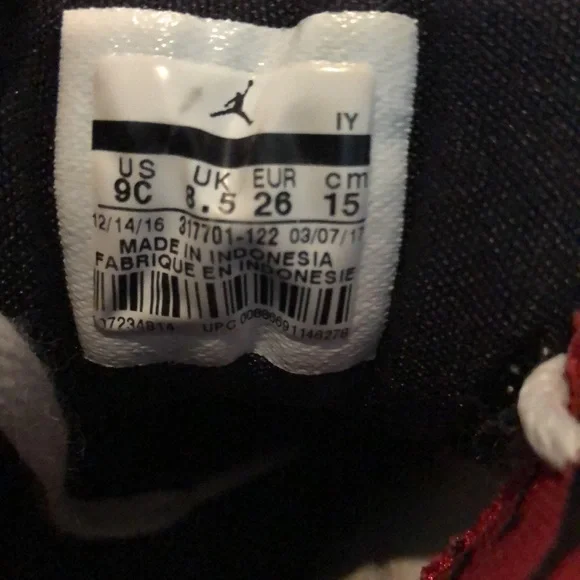 IY
US UK EUR cm
9C 8.5 26 15
12/14/16 317701-122 03/07/17
MADE IN INDONESIA
FABRIQUE EN INDONESIE
UPC